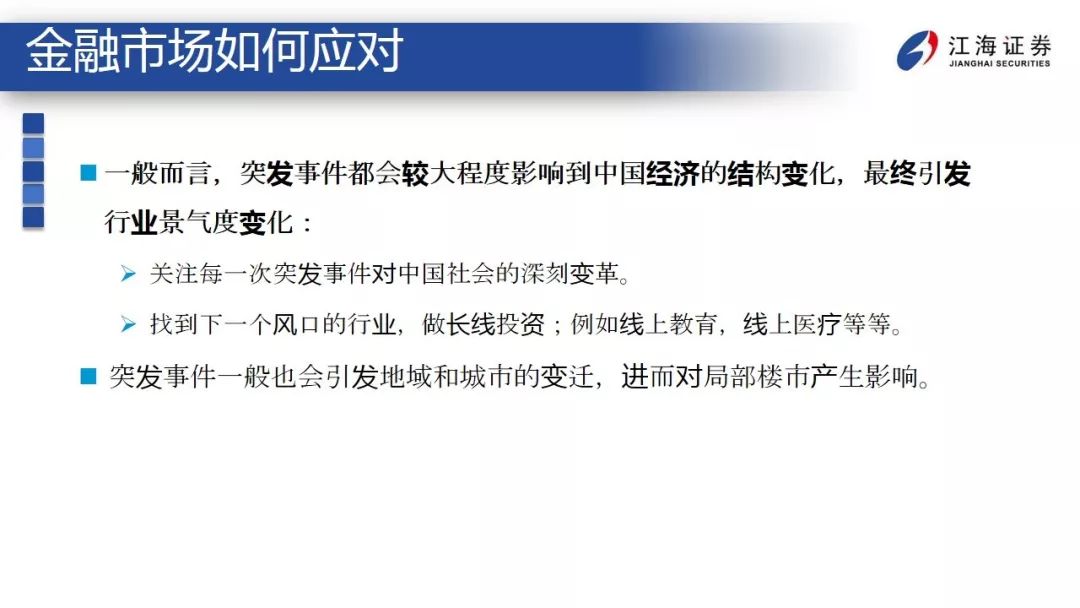 金融市场如何应对
江海证券
JIANGHAI SECURITIES
一般而言，突发事件都会较大程度影响到中国经济的结构变化，最终引发
行业景气度变化：
关注每一次突发事件对中国社会的深刻变革。
找到下一个风口的行业，做长线投资；例如线上教育，线上医疗等等。
突发事件一般也会引发地域和城市的变迁，进而对局部楼市产生影响。